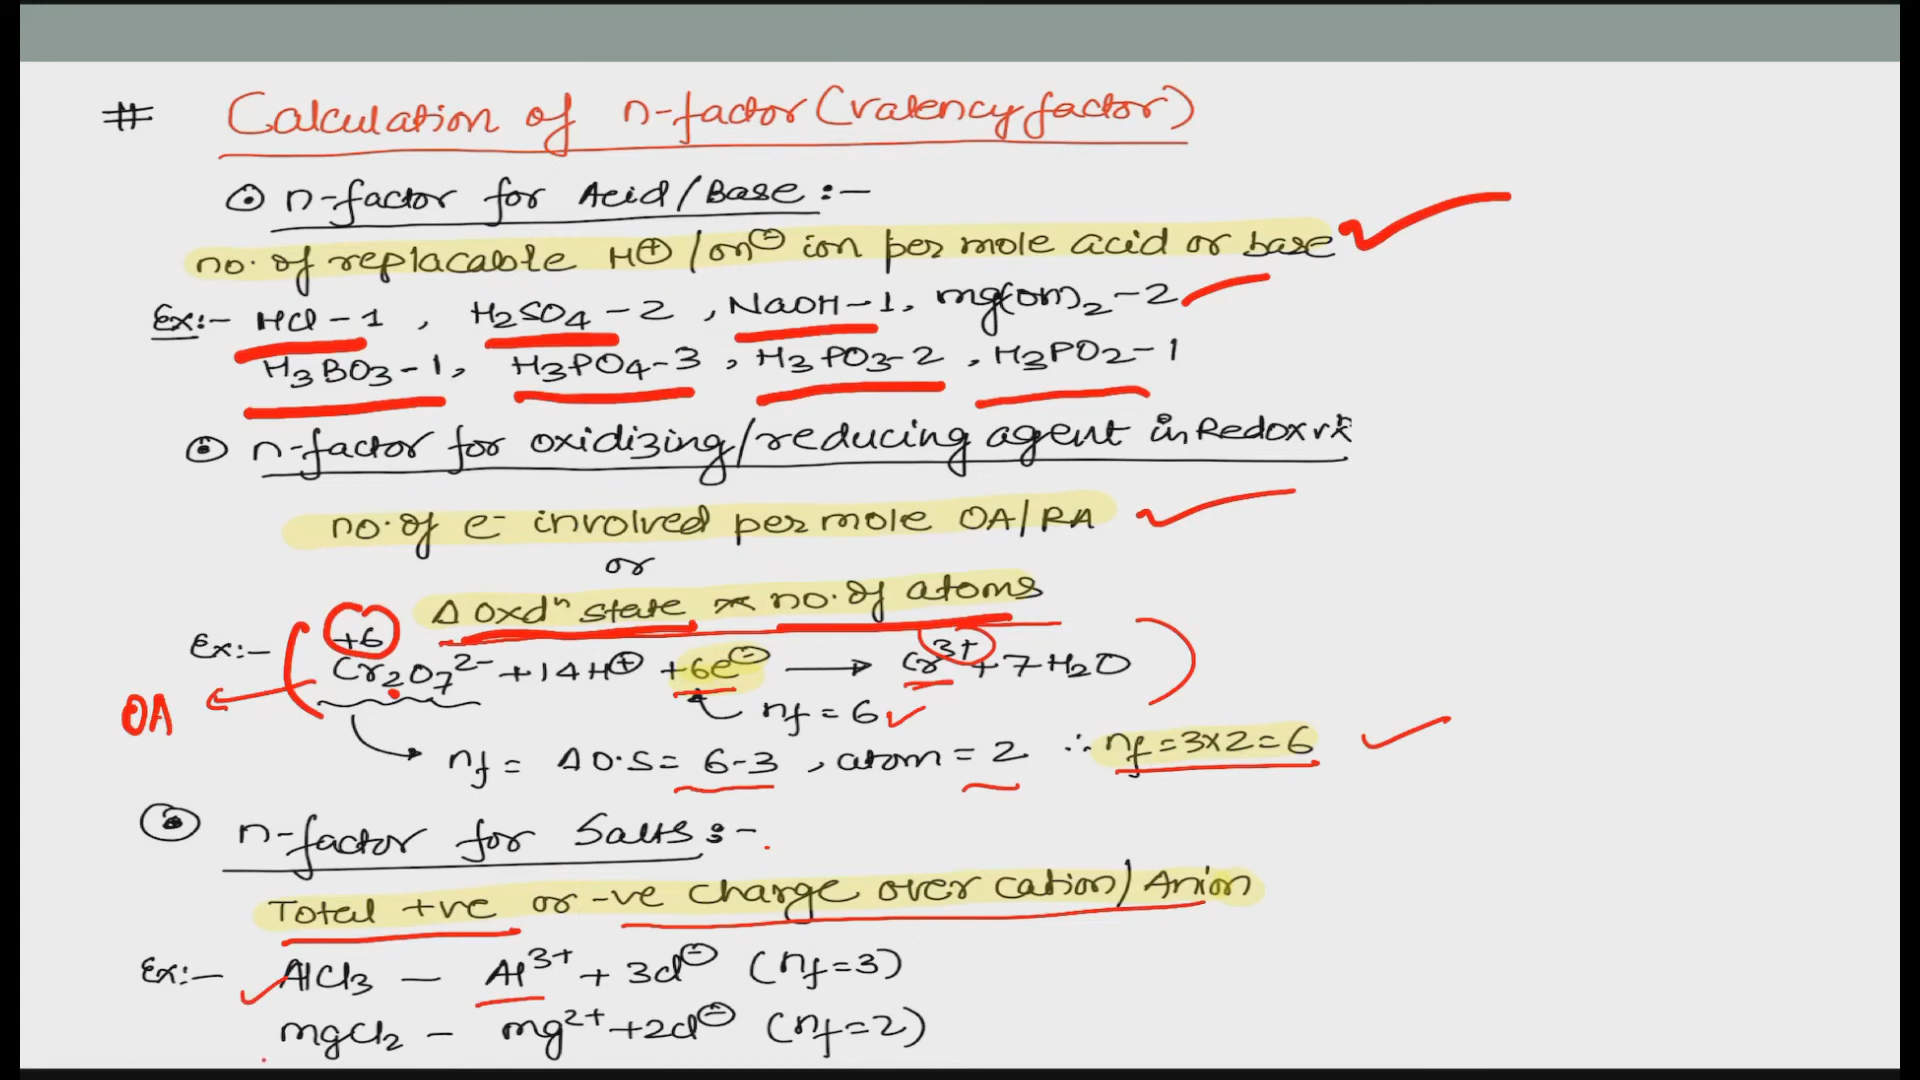 # Calculation of n-factor (valency factor)
⊙ n-factor for Acid/Base :-
no. of replacable H⊕ / OH⊖ ion per mole acid or base
Ex:- HCl - 1 , H2SO4 - 2 , NaOH - 1, Mg(OH)2 - 2
H3BO3 - 1, H3PO4 - 3 , H3PO3 - 2 , H3PO2 - 1
⊙ n-factor for oxidizing/reducing agent in Redox rx
no. of e- involved per mole OA/RA
or
Δ oxdⁿ state × no. of atoms
+6
Ex:- ( Cr2O7²⁻ + 14H⊕ + 6e⊖ → Cr³⁺ + 7H2O )
OA
nf = 6
nf = Δ O.S = 6-3 , atom = 2 ∴ nf = 3×2 = 6
⊙ n-factor for Salts :-
Total +ve or -ve charge over cation/Anion
Ex:- AlCl3 - Al³⁺ + 3Cl⊖ (nf=3)
MgCl2 - Mg²⁺ + 2Cl⊖ (nf=2)